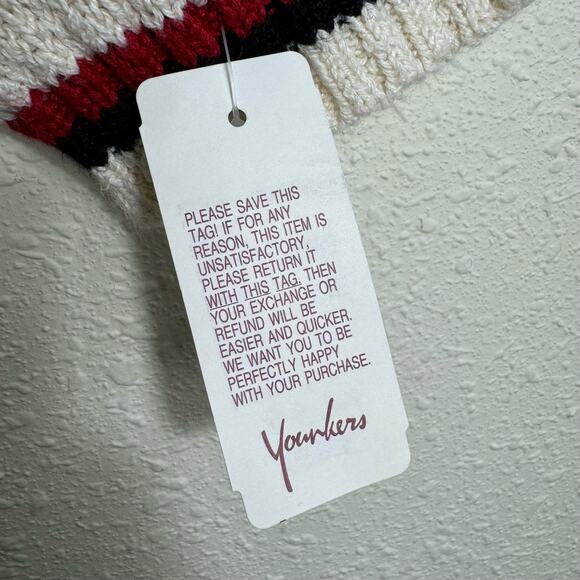 PLEASE SAVE THIS
TAG! IF FOR ANY
REASON, THIS ITEM IS
UNSATISFACTORY,
PLEASE RETURN IT
WITH THIS TAG. THEN
YOUR EXCHANGE OR
REFUND WILL BE
EASIER AND QUICKER.
WE WANT YOU TO BE
PERFECTLY HAPPY
WITH YOUR PURCHASE.
Younkers